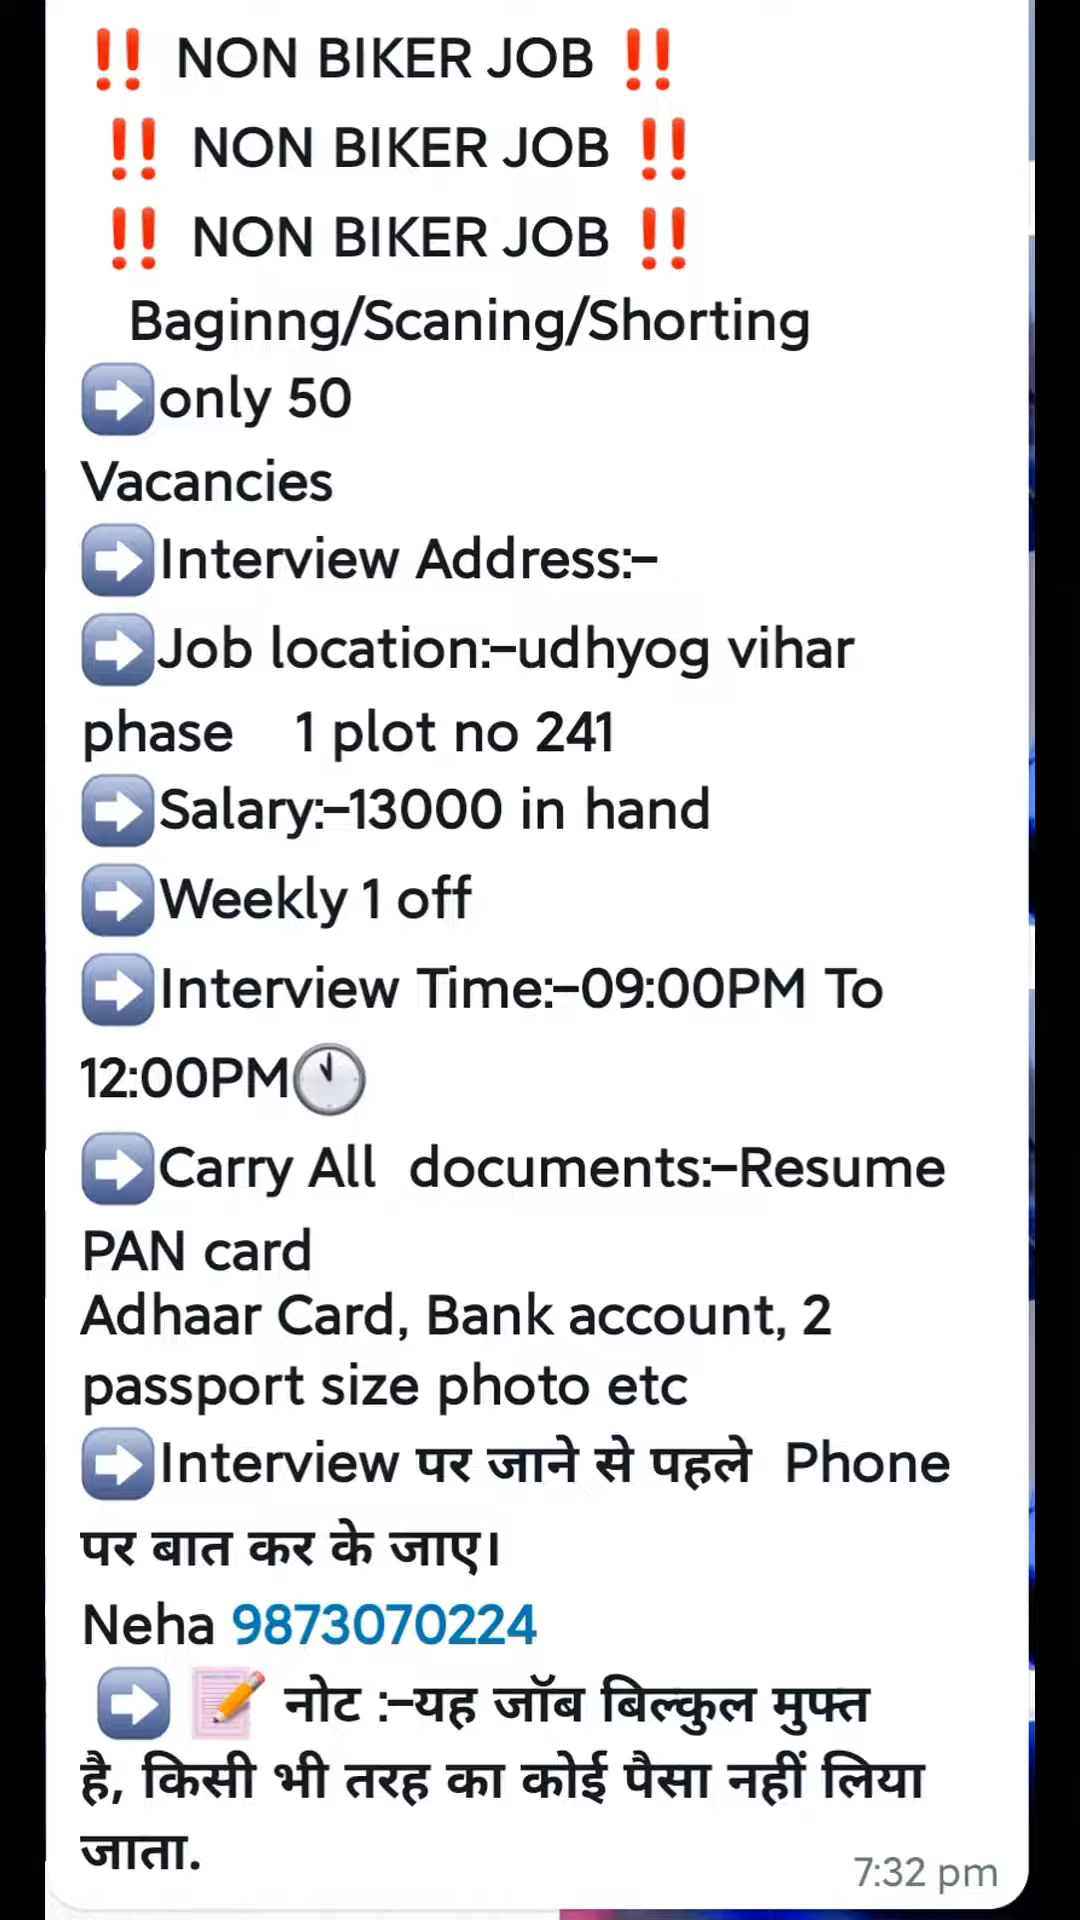 ‼️ NON BIKER JOB ‼️
‼️ NON BIKER JOB ‼️
‼️ NON BIKER JOB ‼️
Baginng/Scaning/Shorting
➡️only 50
Vacancies
➡️Interview Address:-
➡️Job location:-udhyog vihar
phase 1 plot no 241
➡️Salary:-13000 in hand
➡️Weekly 1 off
➡️Interview Time:-09:00PM To
12:00PM🕚
➡️Carry All documents:-Resume
PAN card
Adhaar Card, Bank account, 2
passport size photo etc
➡️Interview पर जाने से पहले Phone
पर बात कर के जाए।
Neha 9873070224
➡️ 📝 नोट :-यह जॉब बिल्कुल मुफ्त
है, किसी भी तरह का कोई पैसा नहीं लिया
जाता.
7:32 pm